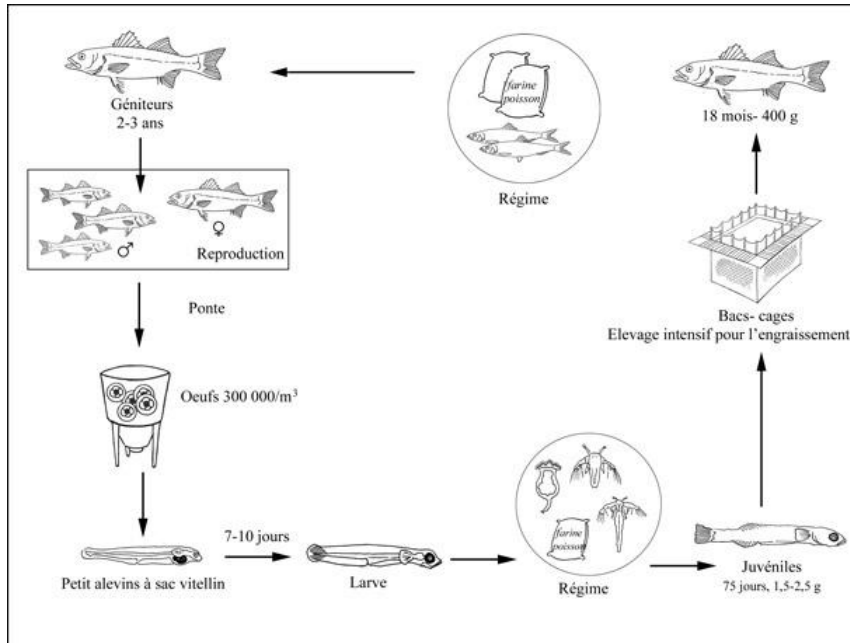 Géniteurs
2-3 ans
farine
poisson
Régime
18 mois- 400 g
♂
♀
Reproduction
Ponte
Bacs- cages
Elevage intensif pour l'engraissement
Oeufs 300 000/m³
7-10 jours
Petit alevins à sac vitellin
Larve
farine
poisson
Régime
Juvéniles
75 jours, 1,5-2,5 g